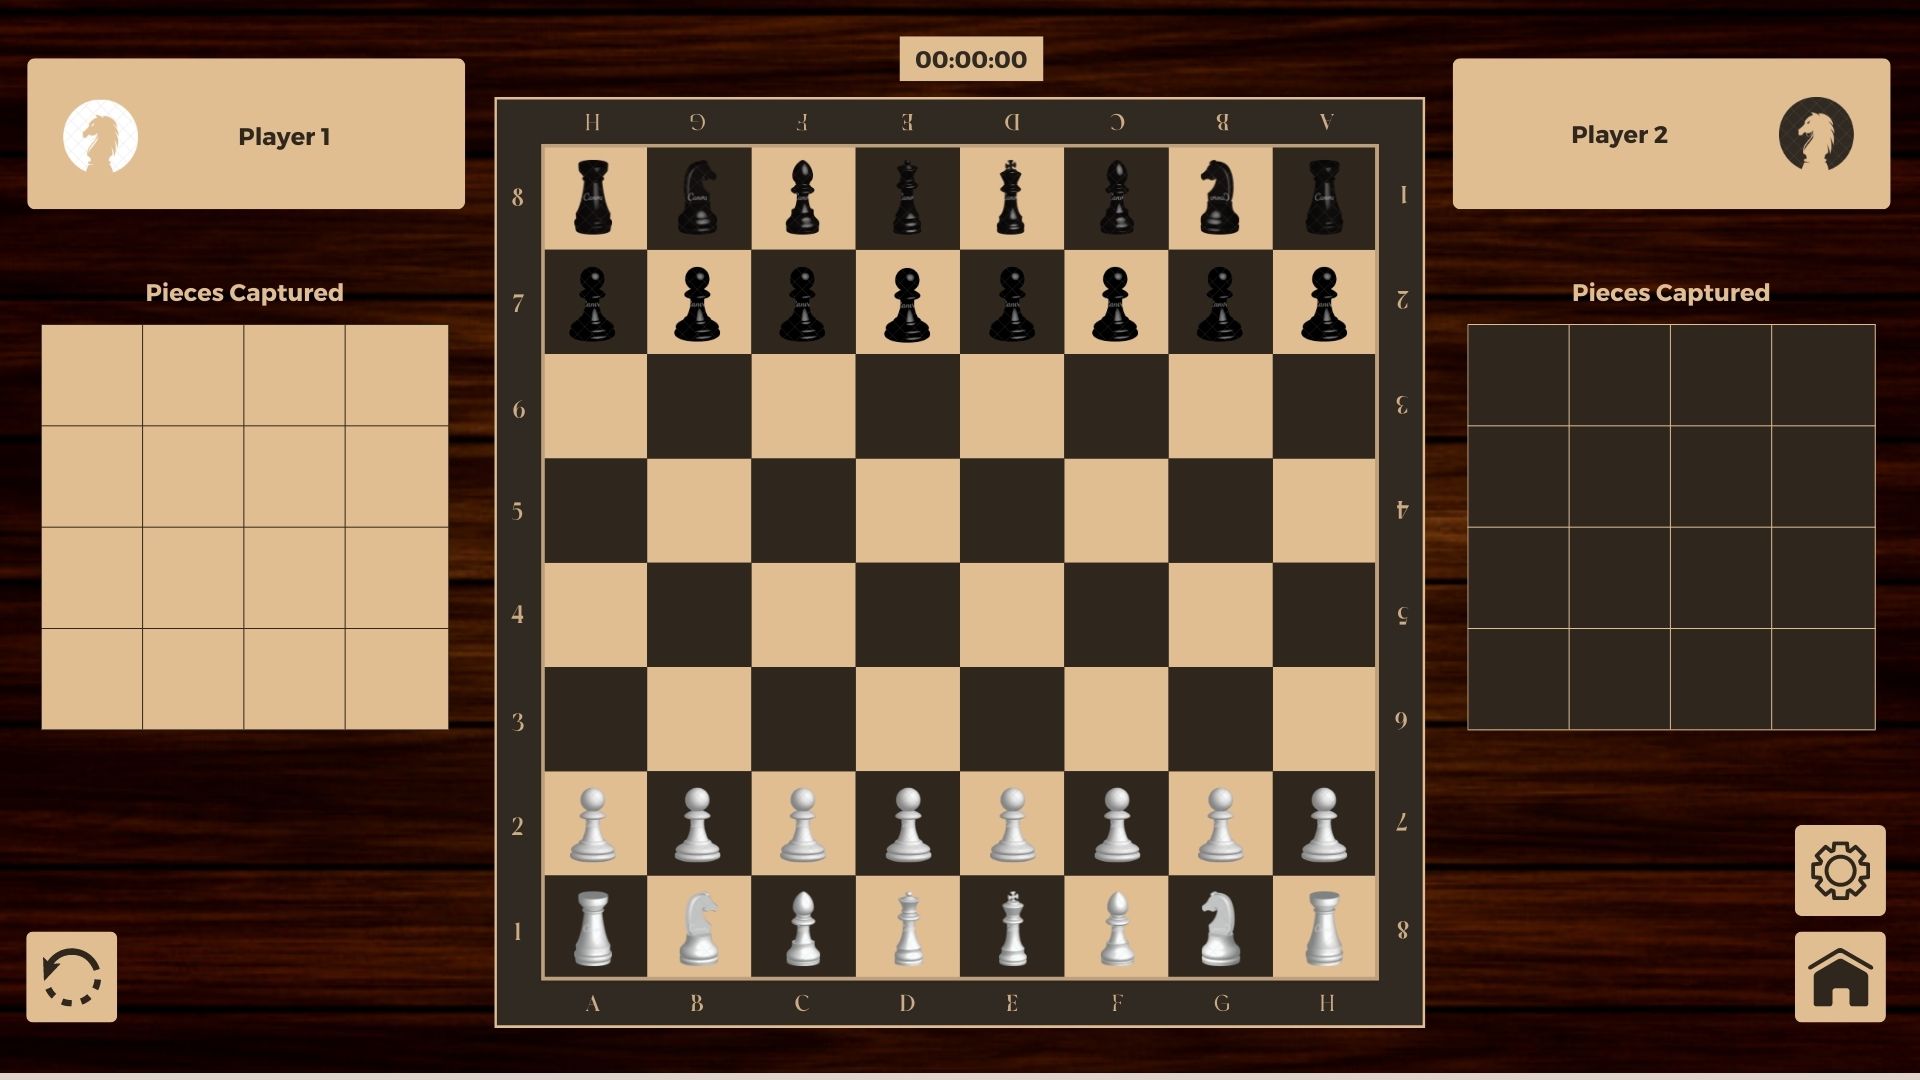 00:00:00
Player 1
Player 2
H G F E D C B A
8 1
7 2
6 3
5 4
4 5
3 6
2 7
1 8
A B C D E F G H
Pieces Captured
Pieces Captured